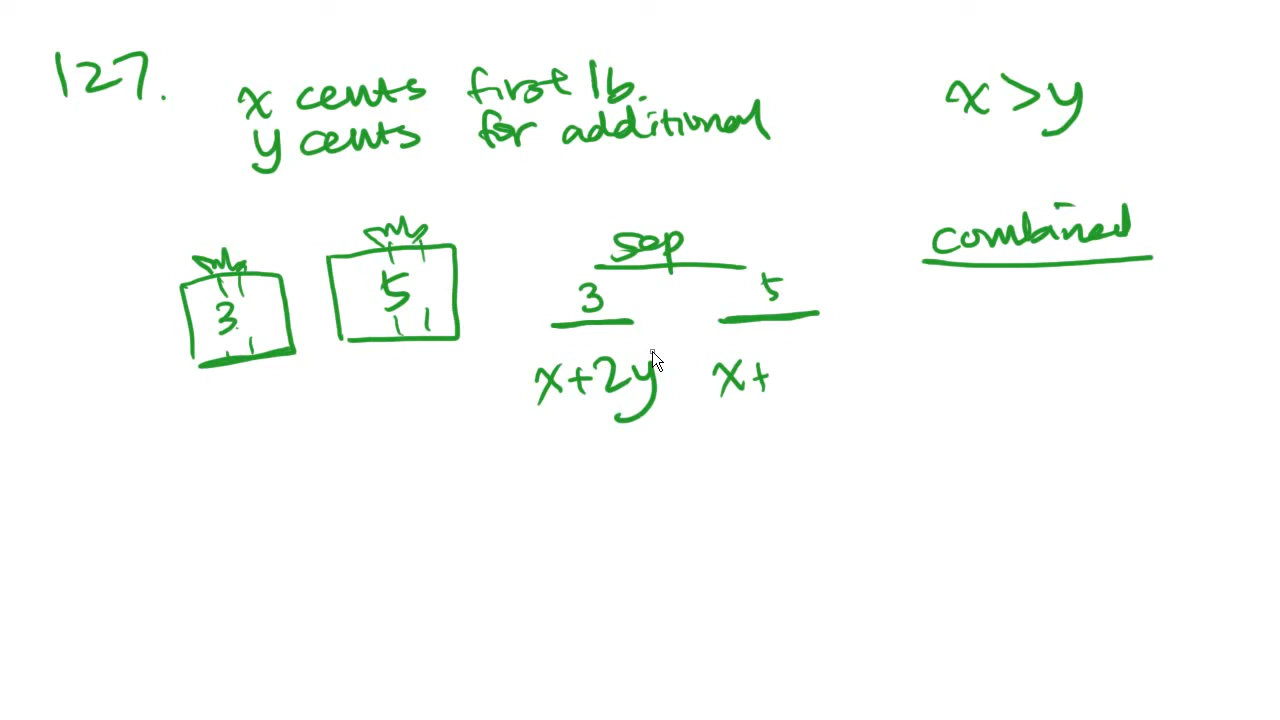 127.
x cents first lb.
y cents for additional
x > y
3
5
sep
3 5
x+2y x+
combined